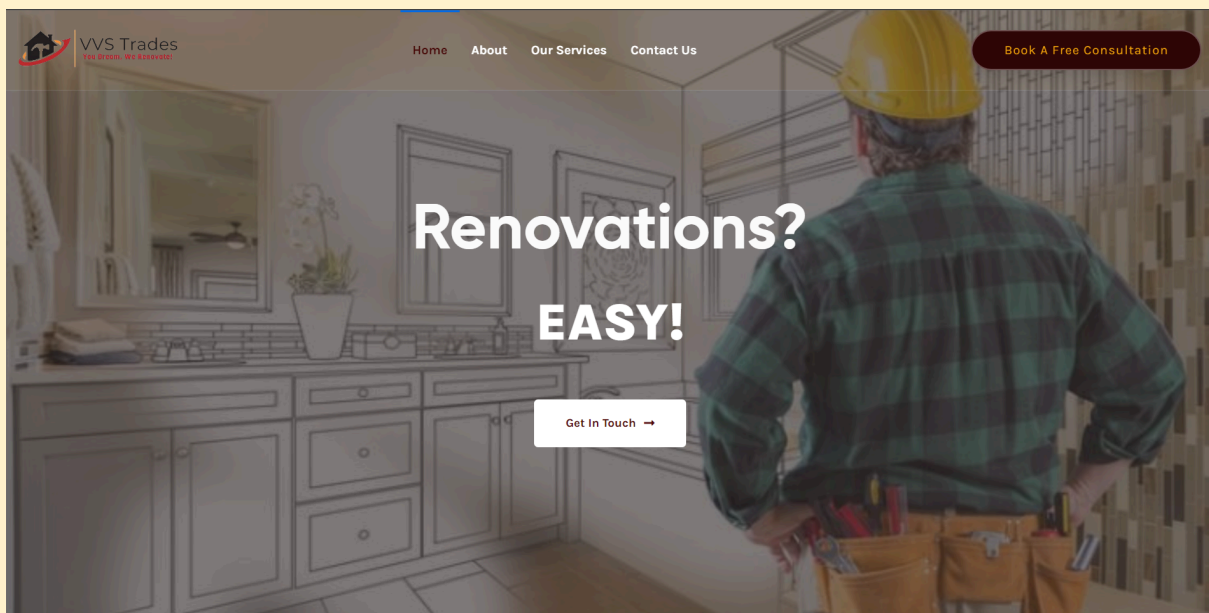 VVS Trades
You Dream, We Renovate!
Home About Our Services Contact Us
Book A Free Consultation
Renovations?
EASY!
Get In Touch →